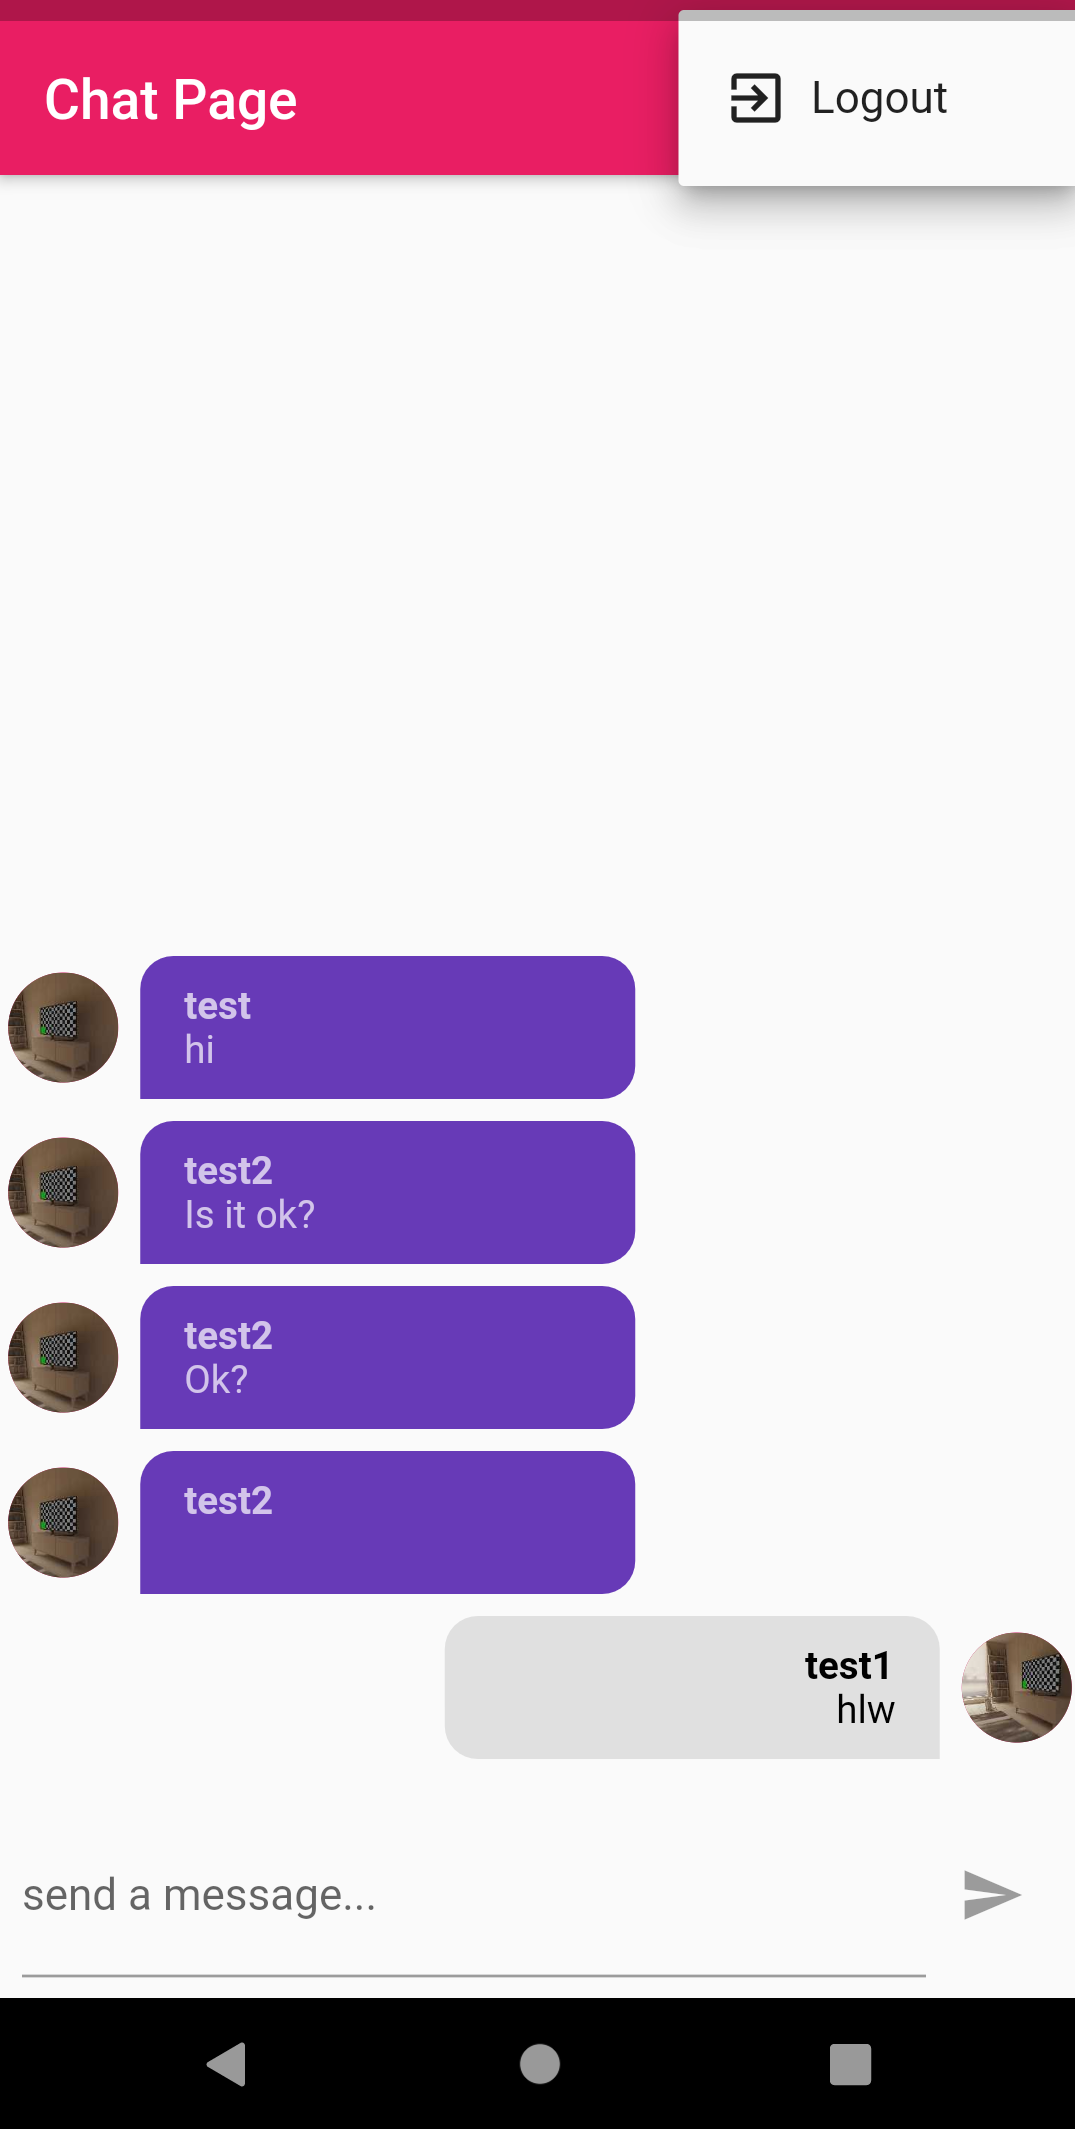 Chat Page
Logout
test
hi
test2
Is it ok?
test2
Ok?
test2
test1
hlw
send a message...